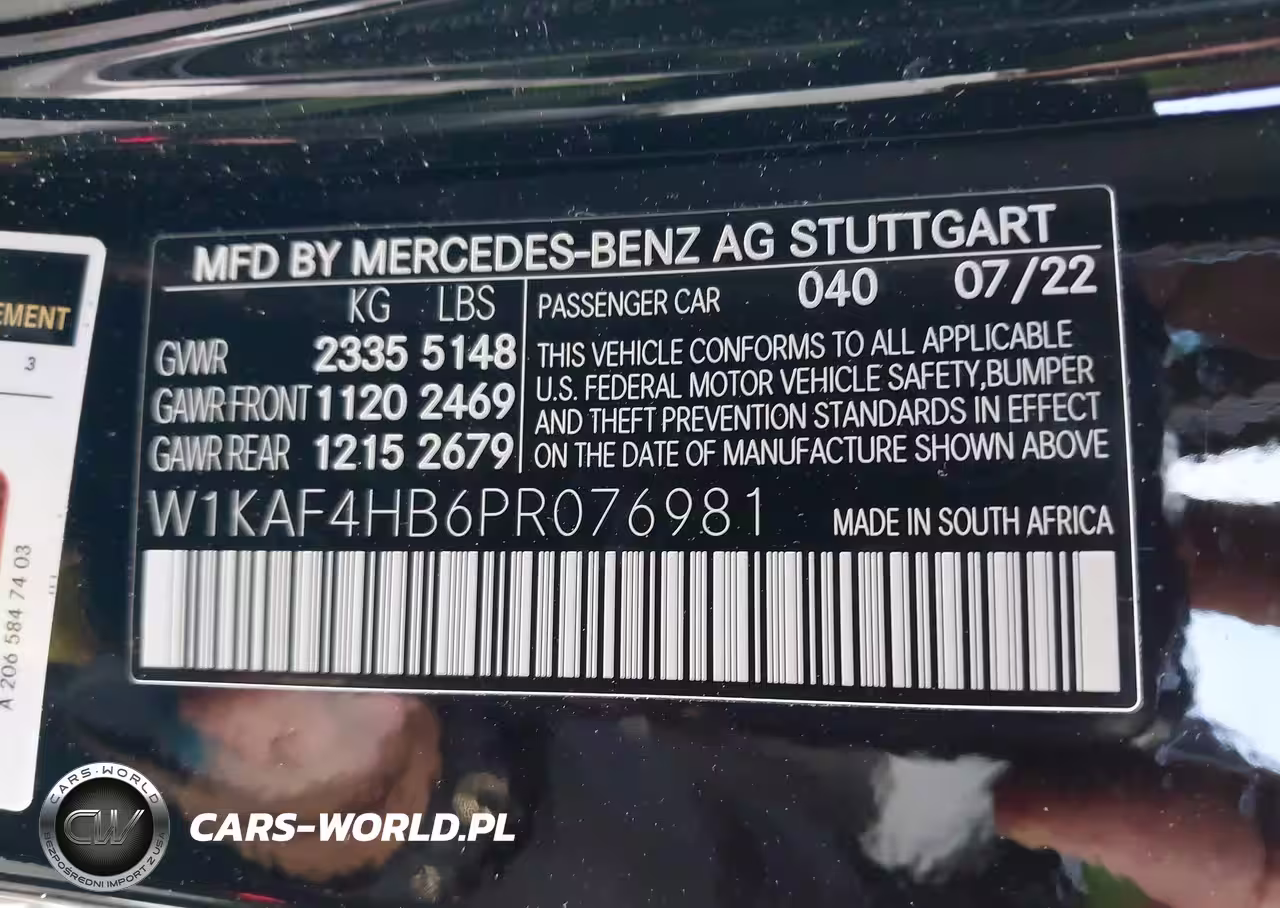 MFD BY MERCEDES-BENZ AG STUTTGART
KG LBS
GVWR 2335 5148
GAWR FRONT 1120 2469
GAWR REAR 1215 2679
PASSENGER CAR 040 07/22
THIS VEHICLE CONFORMS TO ALL APPLICABLE
U.S. FEDERAL MOTOR VEHICLE SAFETY,BUMPER
AND THEFT PREVENTION STANDARDS IN EFFECT
ON THE DATE OF MANUFACTURE SHOWN ABOVE
W1KAF4HB6PR076981
MADE IN SOUTH AFRICA
EMENT
3
A 206 584 74 03
CARS-WORLD
CW
BEZPOŚREDNI IMPORT Z USA
CARS-WORLD.PL